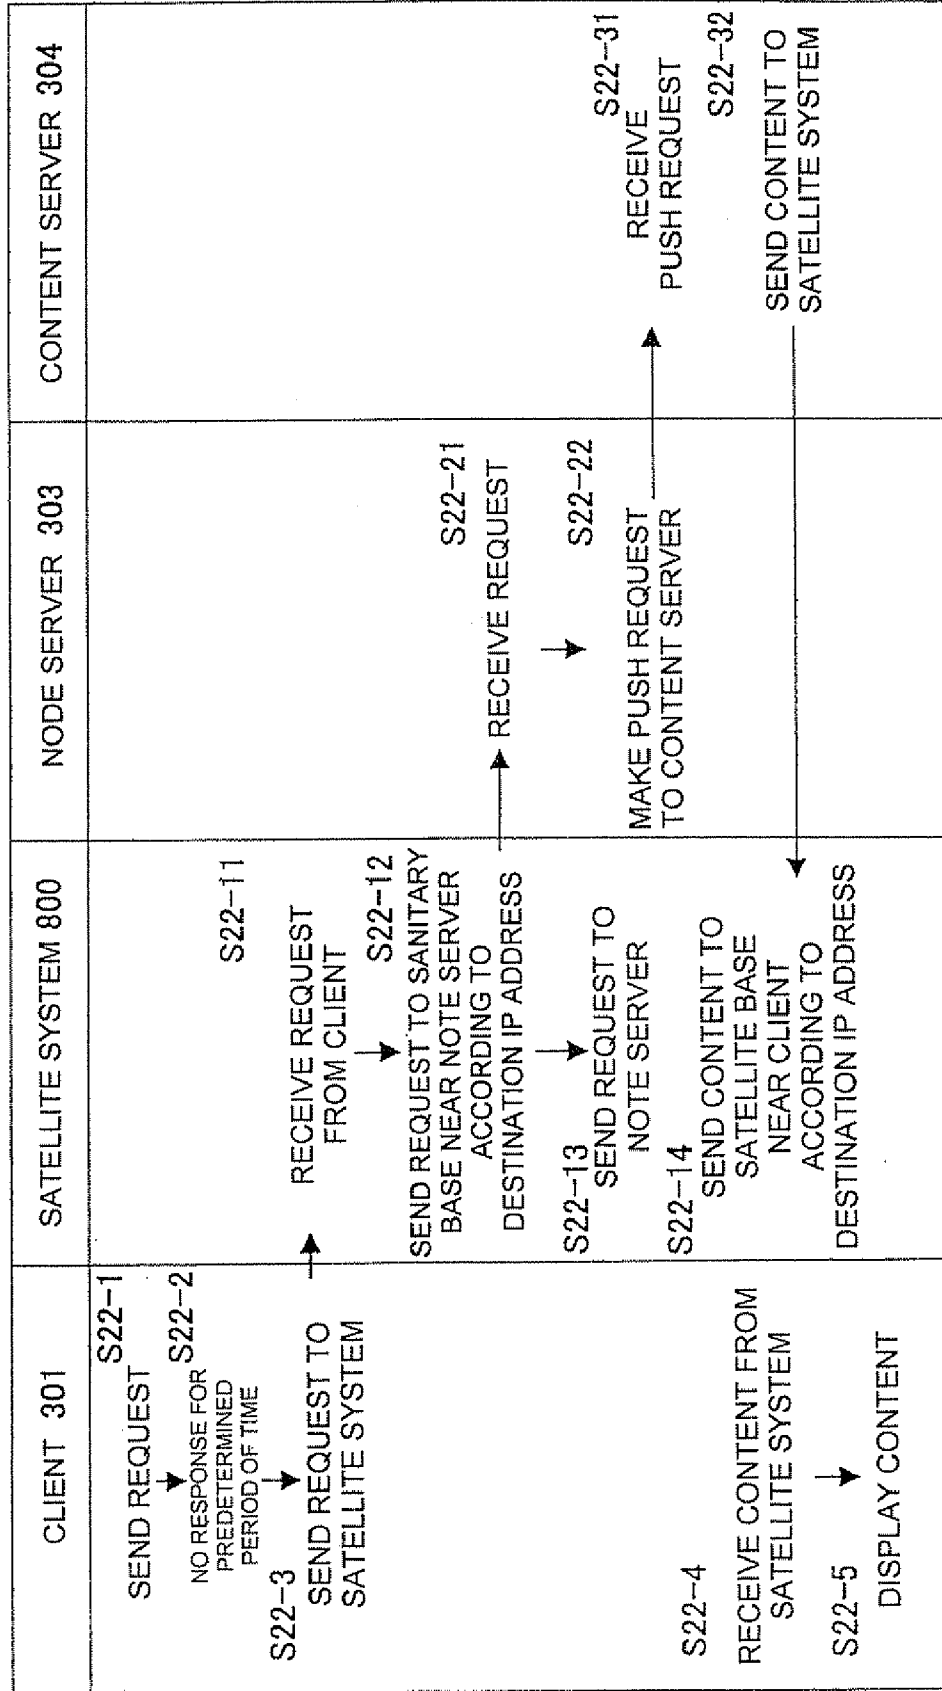 CLIENT 301
SATELLITE SYSTEM 800
NODE SERVER 303
CONTENT SERVER 304
S22-1
SEND REQUEST
S22-2
NO RESPONSE FOR
PREDETERMINED
PERIOD OF TIME
S22-3
SEND REQUEST TO
SATELLITE SYSTEM
S22-4
RECEIVE CONTENT FROM
SATELLITE SYSTEM
S22-5
DISPLAY CONTENT
S22-11
RECEIVE REQUEST
FROM CLIENT
S22-12
SEND REQUEST TO SANITARY
BASE NEAR NOTE SERVER
ACCORDING TO
DESTINATION IP ADDRESS
S22-13
SEND REQUEST TO
NOTE SERVER
S22-14
SEND CONTENT TO
SATELLITE BASE
NEAR CLIENT
ACCORDING TO
DESTINATION IP ADDRESS
S22-21
RECEIVE REQUEST
S22-22
MAKE PUSH REQUEST
TO CONTENT SERVER
S22-31
RECEIVE
PUSH REQUEST
S22-32
SEND CONTENT TO
SATELLITE SYSTEM